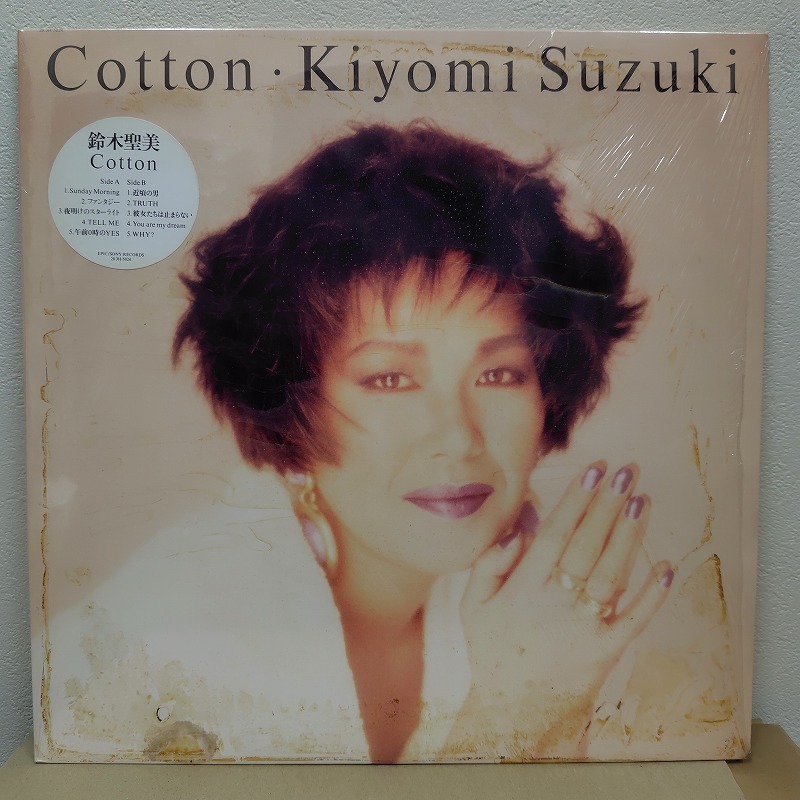 Cotton · Kiyomi Suzuki
鈴木聖美
Cotton
Side A Side B
1.Sunday Morning 1.近頃の男
2.ファンタジー 2.TRUTH
3.夜明けのスターライト 3.彼女たちは止まらない
4.TELL ME 4.You are my dream
5.午前0時のYES 5.WHY?
EPIC/SONY RECORDS